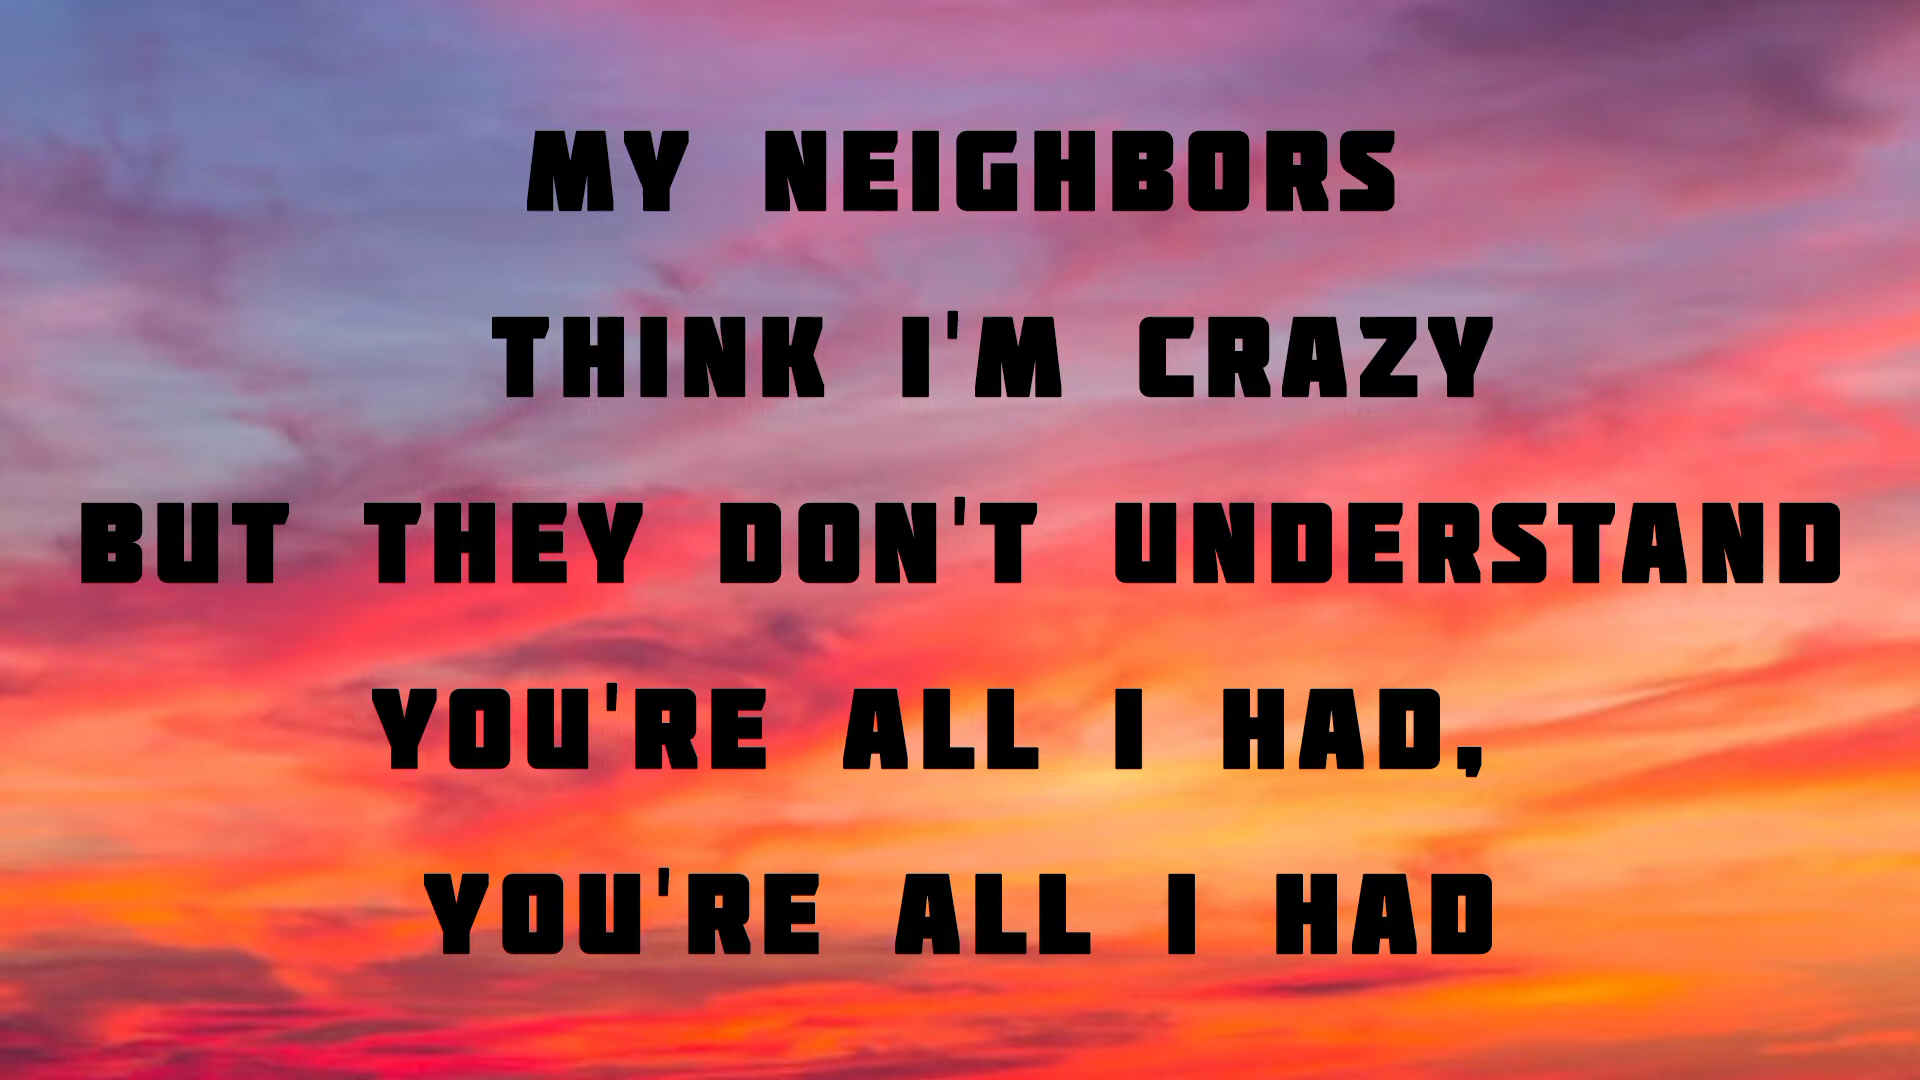 MY NEIGHBORS
THINK I'M CRAZY
BUT THEY DON'T UNDERSTAND
YOU'RE ALL I HAD,
YOU'RE ALL I HAD